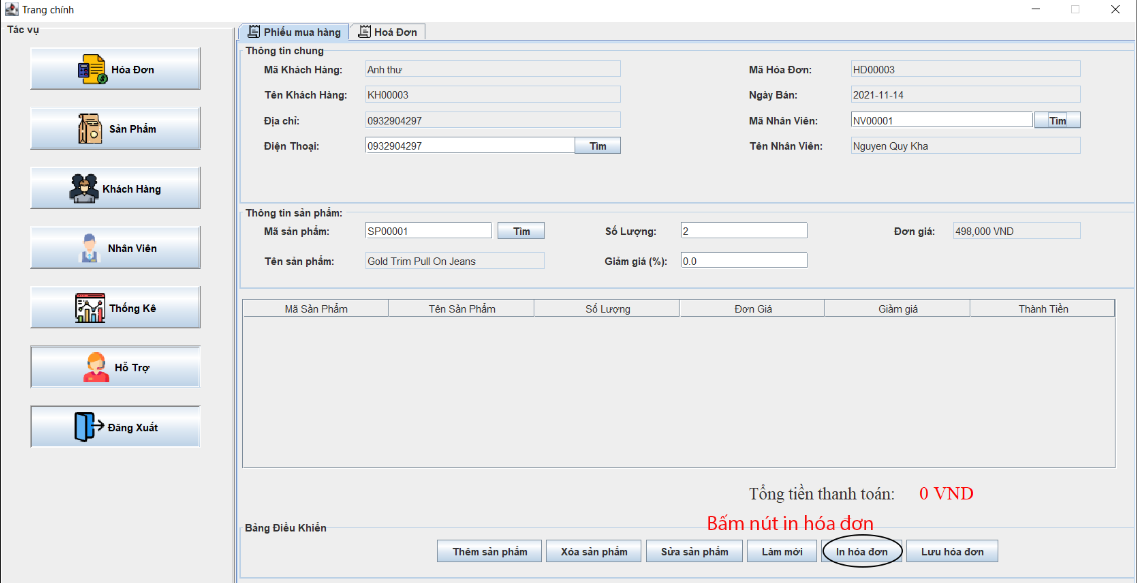 Trang chính
Tác vụ
Hóa Đơn
Sản Phẩm
Khách Hàng
Nhân Viên
Thống Kê
Hỗ Trợ
Đăng Xuất
Phiếu mua hàng
Hoá Đơn
Thông tin chung
Mã Khách Hàng: Anh thư
Mã Hóa Đơn: HD00003
Tên Khách Hàng: KH00003
Ngày Bán: 2021-11-14
Địa chỉ: 0932904297
Mã Nhân Viên: NV00001 Tìm
Điện Thoại: 0932904297 Tìm
Tên Nhân Viên: Nguyen Quy Kha
Thông tin sản phẩm:
Mã sản phẩm: SP00001 Tìm
Số Lượng: 2
Đơn giá: 498,000 VND
Tên sản phẩm: Gold Trim Pull On Jeans
Giảm giá (%): 0.0
Mã Sản Phẩm Tên Sản Phẩm Số Lượng Đơn Giá Giảm giá Thành Tiền
Tổng tiền thanh toán: 0 VND
Bấm nút in hóa đơn
Bảng Điều Khiển
Thêm sản phẩm Xóa sản phẩm Sửa sản phẩm Làm mới In hóa đơn Lưu hóa đơn